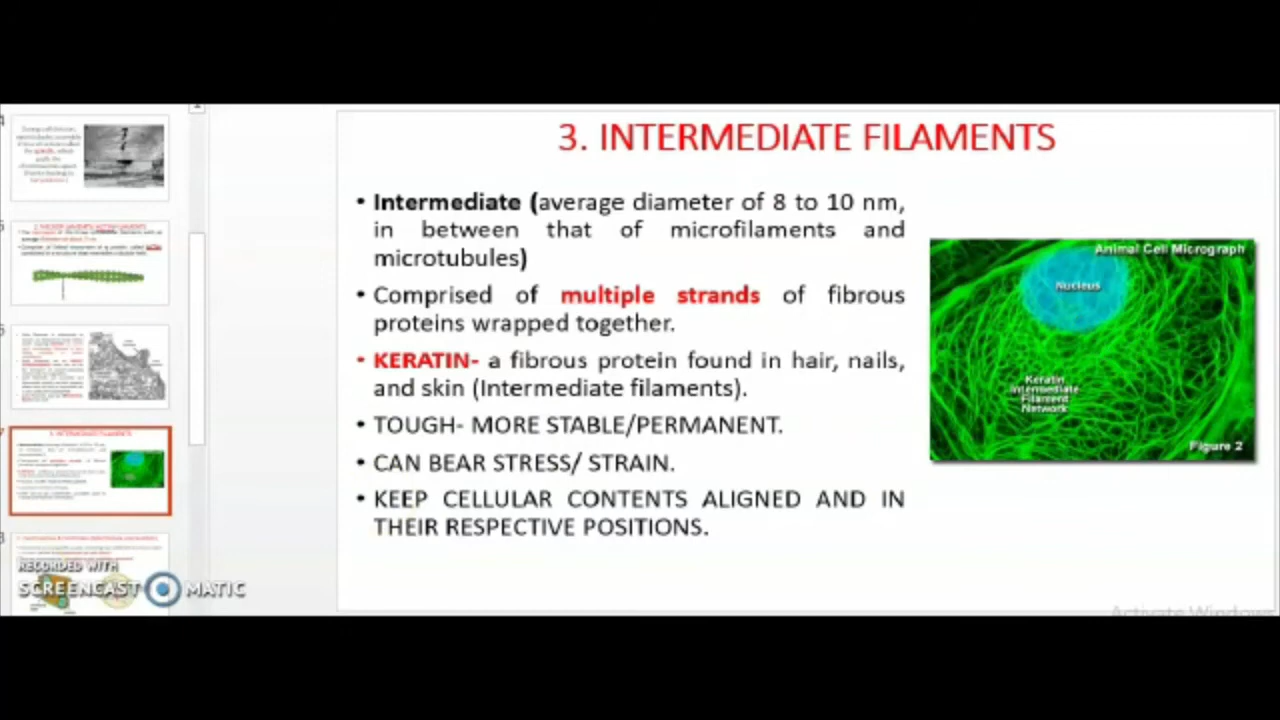 3. INTERMEDIATE FILAMENTS
• Intermediate (average diameter of 8 to 10 nm,
in between that of microfilaments and
microtubules)
• Comprised of multiple strands of fibrous
proteins wrapped together.
• KERATIN- a fibrous protein found in hair, nails,
and skin (Intermediate filaments).
• TOUGH- MORE STABLE/PERMANENT.
• CAN BEAR STRESS/ STRAIN.
• KEEP CELLULAR CONTENTS ALIGNED AND IN
THEIR RESPECTIVE POSITIONS.
Animal Cell Micrograph
Nucleus
Keratin
Intermediate
Filament
Network
Figure 2
RECORDED WITH
SCREENCAST MATIC
Activate Windows